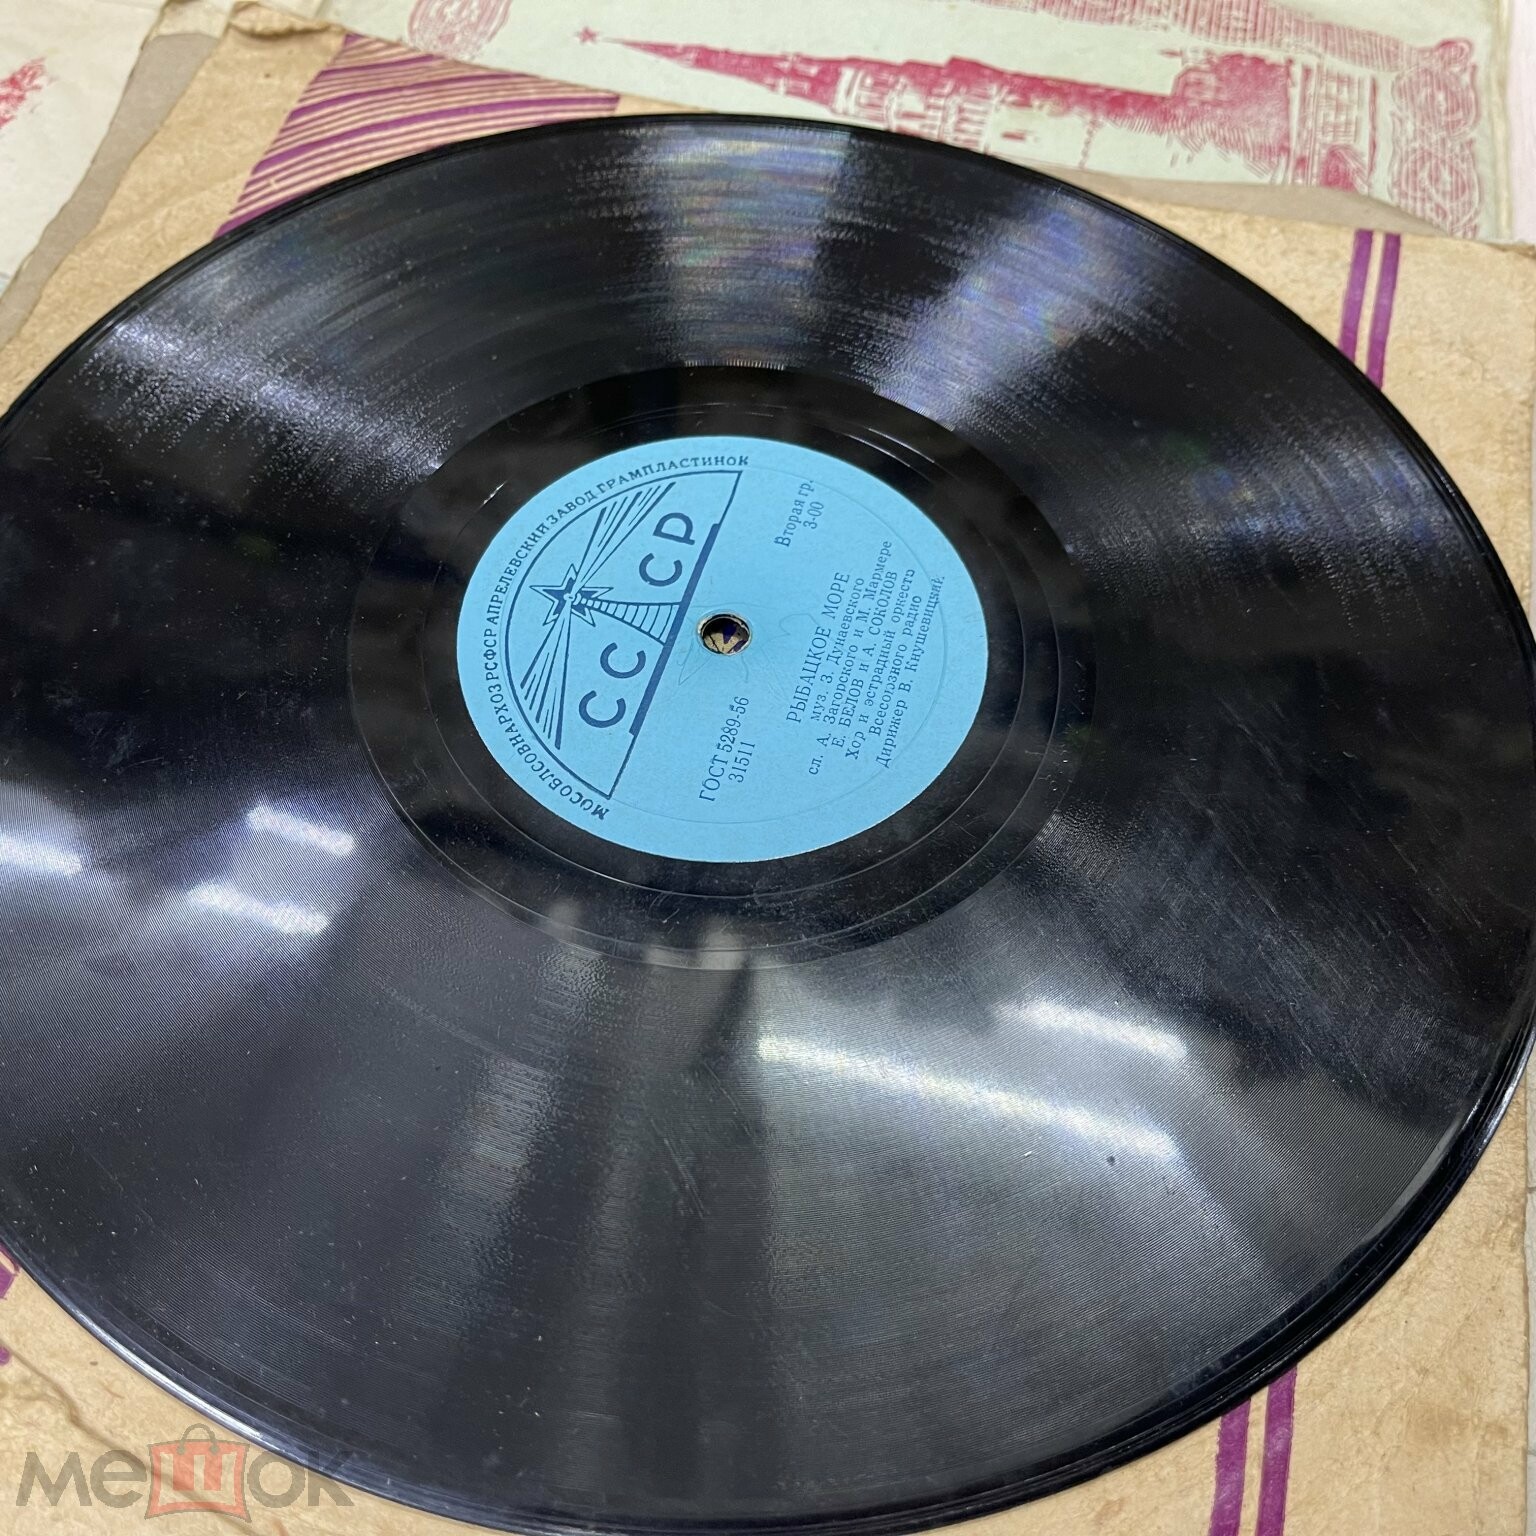 МОСОБЛСОВНАРХОЗ РСФСР АПРЕЛЕВСКИЙ ЗАВОД ГРАМПЛАСТИНОК
СССР
ГОСТ 5289-56
31511
Вторая гр.
3-00
РЫБАЦКОЕ МОРЕ
муз. З. Дунаевского
сл. А. Загорского и М. Мармере
Е. БЕЛОВ и А. СОКОЛОВ
Хор и эстрадный оркестъ
Всесоюзного радио
Дирижер В. Кнушевицкий
мешок